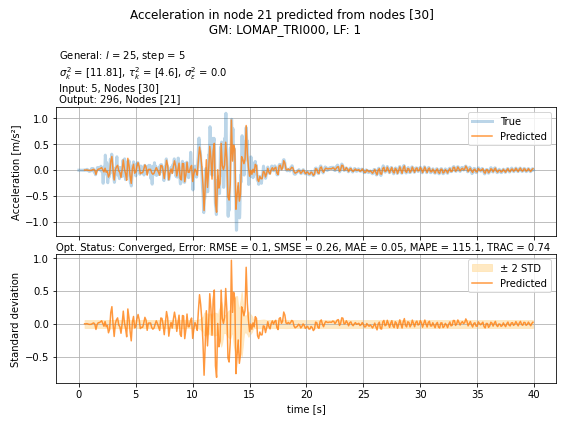 Acceleration in node 21 predicted from nodes [30]
GM: LOMAP_TRI000, LF: 1
General: l = 25, step = 5
σ²ₖ = [11.81], τ²ₖ = [4.6], σ²ε = 0.0
Input: 5, Nodes [30]
Output: 296, Nodes [21]
Acceleration [m/s²]
1.0
0.5
0.0
−0.5
−1.0
True
Predicted
Opt. Status: Converged, Error: RMSE = 0.1, SMSE = 0.26, MAE = 0.05, MAPE = 115.1, TRAC = 0.74
Standard deviation
1.0
0.5
0.0
−0.5
± 2 STD
Predicted
0 5 10 15 20 25 30 35 40
time [s]